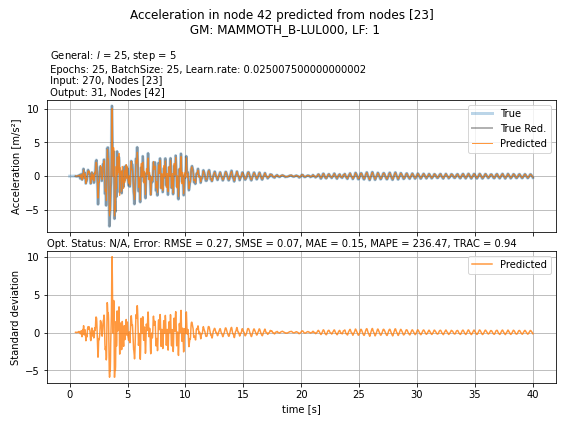 Acceleration in node 42 predicted from nodes [23]
GM: MAMMOTH_B-LUL000, LF: 1
General: l = 25, step = 5
Epochs: 25, BatchSize: 25, Learn.rate: 0.025007500000000002
Input: 270, Nodes [23]
Output: 31, Nodes [42]
Acceleration [m/s²]
10
5
0
−5
True
True Red.
Predicted
Opt. Status: N/A, Error: RMSE = 0.27, SMSE = 0.07, MAE = 0.15, MAPE = 236.47, TRAC = 0.94
Standard deviation
10
5
0
−5
Predicted
0 5 10 15 20 25 30 35 40
time [s]